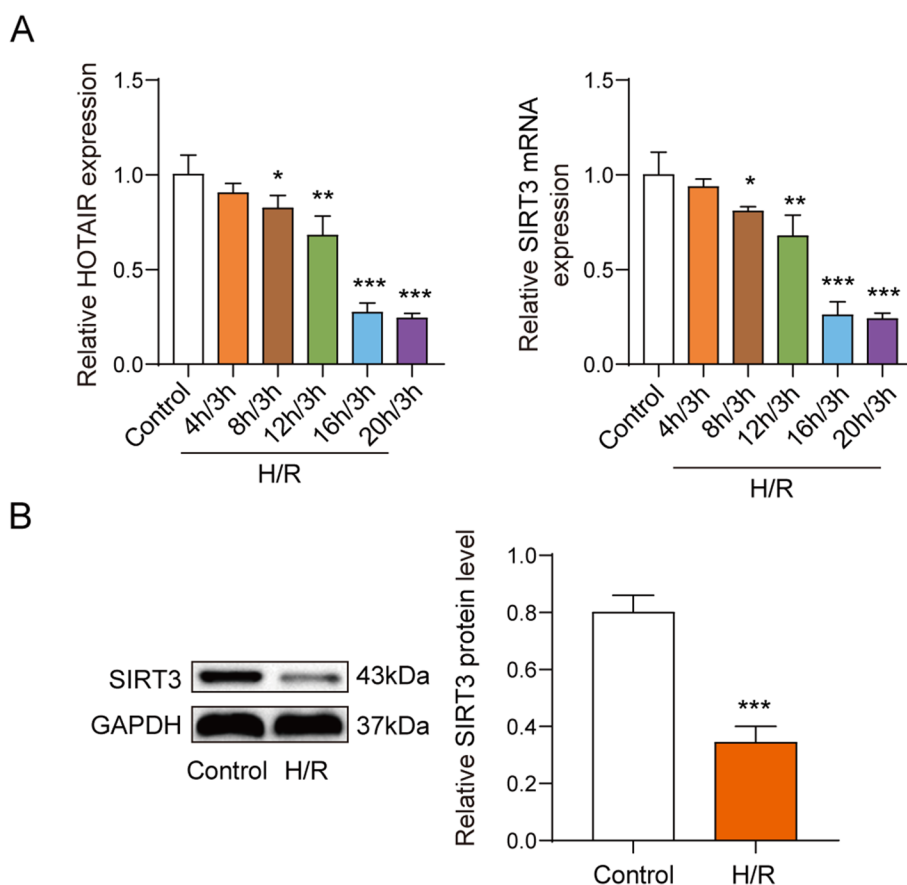 A
Relative HOTAIR expression
1.5
1.0
0.5
0.0
*
**
***
***
Control
4h/3h
8h/3h
12h/3h
16h/3h
20h/3h
H/R
Relative SIRT3 mRNA
expression
1.5
1.0
0.5
0.0
*
**
***
***
Control
4h/3h
8h/3h
12h/3h
16h/3h
20h/3h
H/R
B
SIRT3
43kDa
GAPDH
37kDa
Control
H/R
Relative SIRT3 protein level
1.0
0.8
0.6
0.4
0.2
0.0
***
Control
H/R